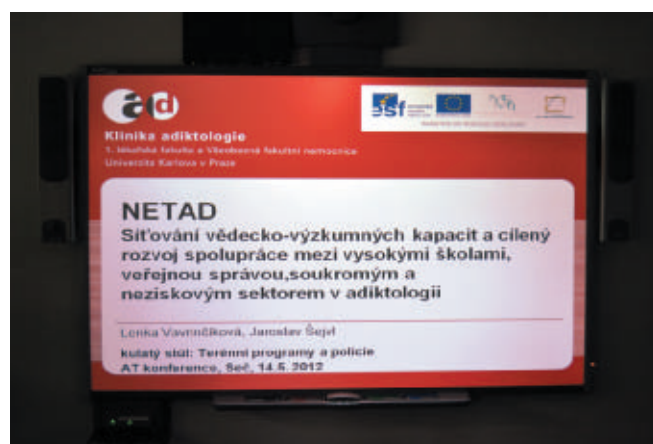 ad
Klinika adiktologie
1. lékařská fakulta a Všeobecná fakultní nemocnice
Univerzita Karlova v Praze
esf
NETAD
Síťování vědecko-výzkumných kapacit a cílený
rozvoj spolupráce mezi vysokými školami,
veřejnou správou,soukromým a
neziskovým sektorem v adiktologii
Lenka Vavrinčíková, Jaroslav Šejvl
kulatý stůl: Terénní programy a policie
AT konference, Seč, 14.5. 2012